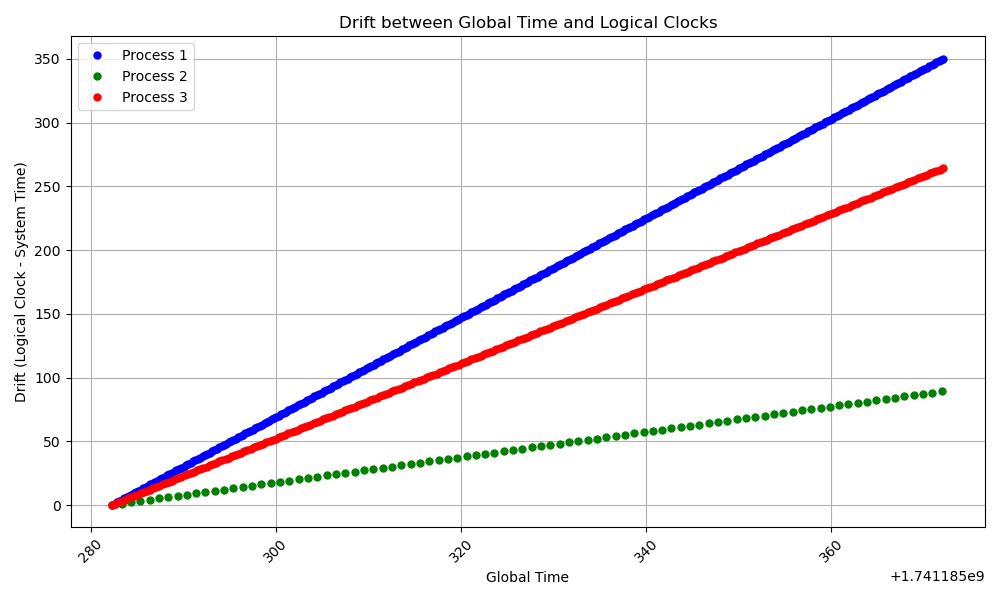 Drift between Global Time and Logical Clocks
Process 1
Process 2
Process 3
Drift (Logical Clock - System Time)
350
300
250
200
150
100
50
0
280
300
320
340
360
Global Time
+1.741185e9